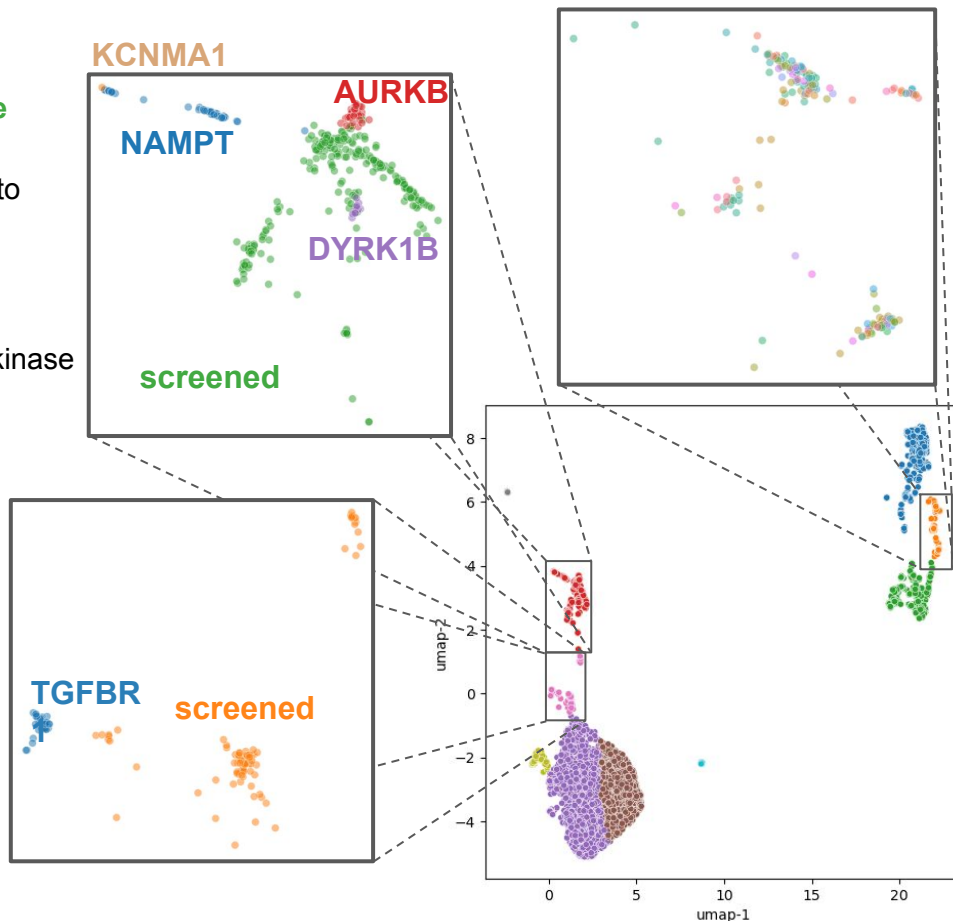 KCNMA1
AURKB
e
NAMPT
to
DYRK1B
kinase
screened
8
6
4
2
0
−2
−4
umap-2
TGFBR
1
screened
0
5
10
15
20
umap-1